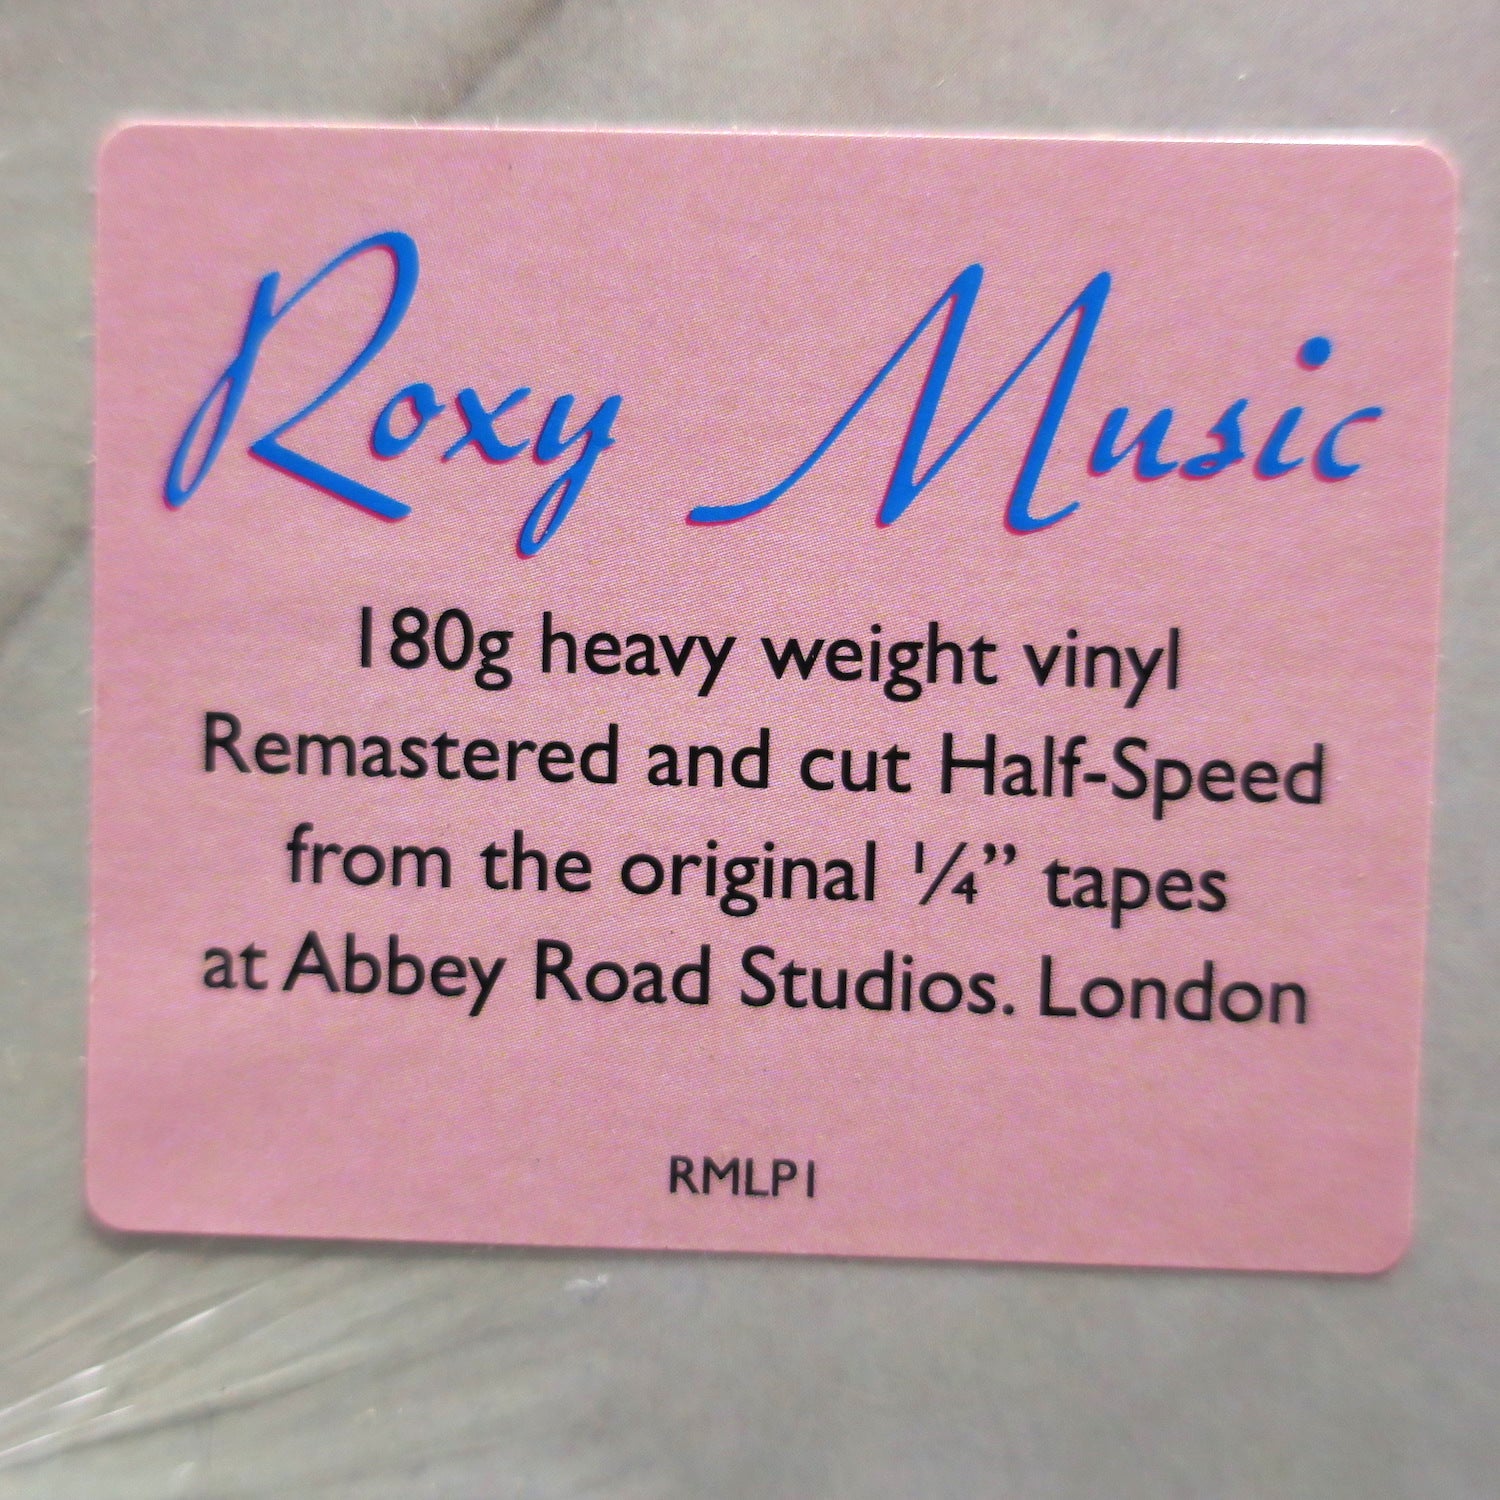 Roxy Music
180g heavy weight vinyl
Remastered and cut Half-Speed
from the original ¼” tapes
at Abbey Road Studios. London
RMLP1